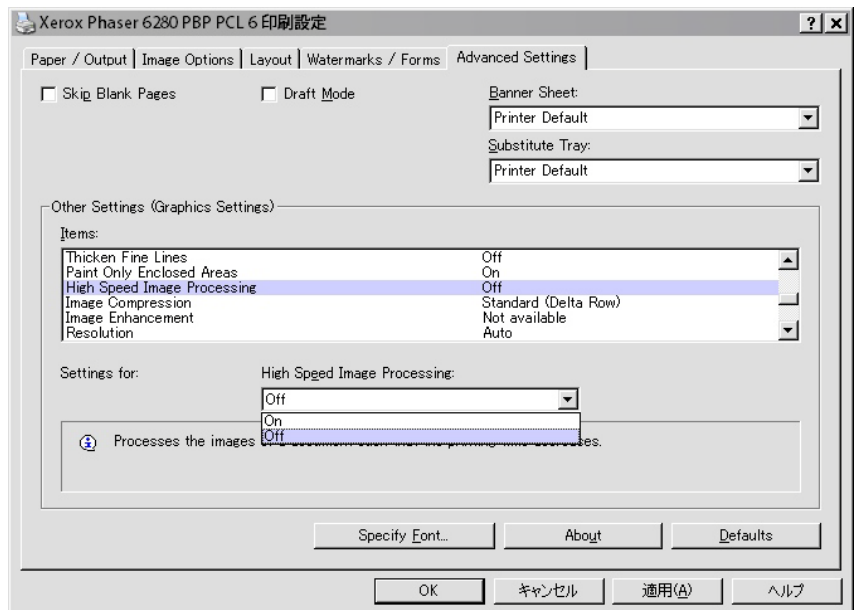 Xerox Phaser 6280 PBP PCL 6 印刷設定
Paper / Output Image Options Layout Watermarks / Forms Advanced Settings
Skip Blank Pages
Draft Mode
Banner Sheet:
Printer Default
Substitute Tray:
Printer Default
Other Settings (Graphics Settings)
Items:
Thicken Fine Lines Off
Paint Only Enclosed Areas On
High Speed Image Processing Off
Image Compression Standard (Delta Row)
Image Enhancement Not available
Resolution Auto
Settings for: High Speed Image Processing:
Off
On
Off
Processes the images
Specify Font... About Defaults
OK キャンセル 適用(A) ヘルプ